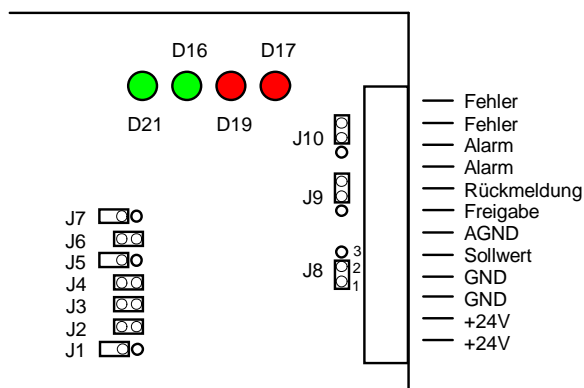 D16 D17
D21 D19
J10
J9
J8
3
2
1
J7
J6
J5
J4
J3
J2
J1
Fehler
Fehler
Alarm
Alarm
Rückmeldung
Freigabe
AGND
Sollwert
GND
GND
+24V
+24V